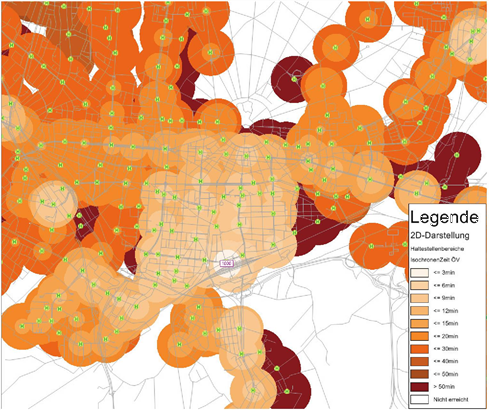 Legende
2D-Darstellung
Haltestellenbereiche
IsochronenZeit ÖV
<= 3min
<= 6min
<= 9min
<= 12min
<= 15min
<= 20min
<= 30min
<= 40min
<= 50min
> 50min
Nicht erreicht